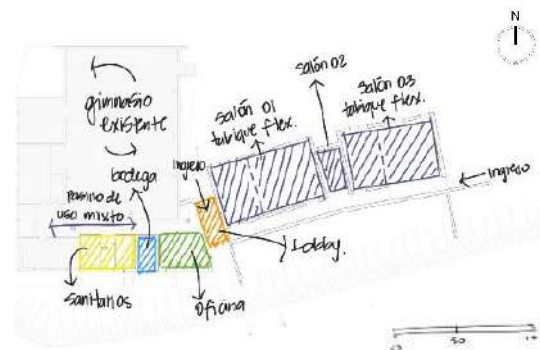 N
Salón 02
Salón 01
tabique flex.
Salón 03
tabique flex.
gimnasio
existente
bodega
Ingreso
Ingreso
pasillo de
uso mixto
Lobby.
Sanitarios
Oficina